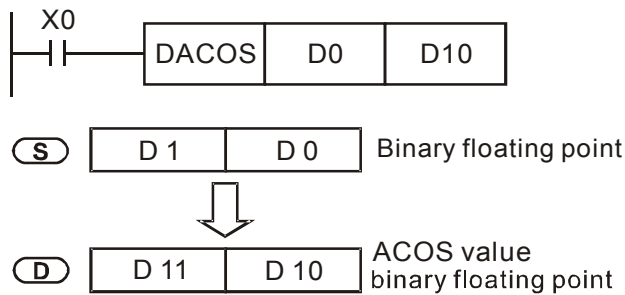 X0
DACOS D0 D10
S D 1 D 0 Binary floating point
D D 11 D 10 ACOS value
binary floating point